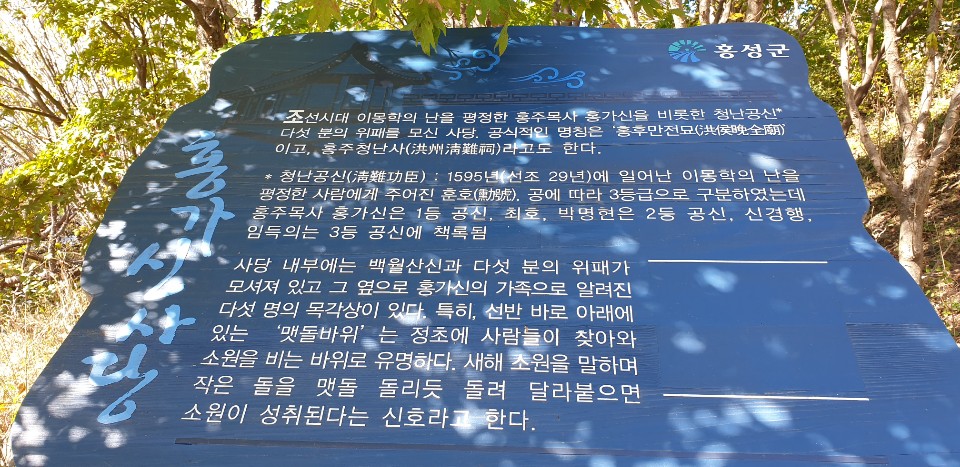 홍성군
홍가신사당
조선시대 이몽학의 난을 평정한 홍주목사 홍가신을 비롯한 청난공신*
다섯 분의 위패를 모신 사당. 공식적인 명칭은 '홍후만전묘(洪侯晩全廟)'
이고, 홍주청난사(洪州淸難祠)라고도 한다.
* 청난공신(淸難功臣) : 1595년(선조 29년)에 일어난 이몽학의 난을
평정한 사람에게 주어진 훈호(勳號). 공에 따라 3등급으로 구분하였는데
홍주목사 홍가신은 1등 공신, 최호, 박명현은 2등 공신, 신경행,
임득의는 3등 공신에 책록됨
사당 내부에는 백월산신과 다섯 분의 위패가
모셔져 있고 그 옆으로 홍가신의 가족으로 알려진
다섯 명의 목각상이 있다. 특히, 선반 바로 아래에
있는 '맷돌바위'는 정초에 사람들이 찾아와
소원을 비는 바위로 유명하다. 새해 소원을 말하며
작은 돌을 맷돌 돌리듯 돌려 달라붙으면
소원이 성취된다는 신호라고 한다.